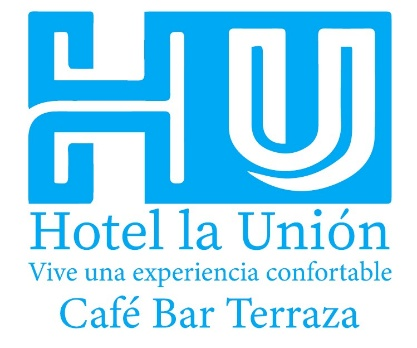 HU
Hotel la Unión
Vive una experiencia confortable
Café Bar Terraza